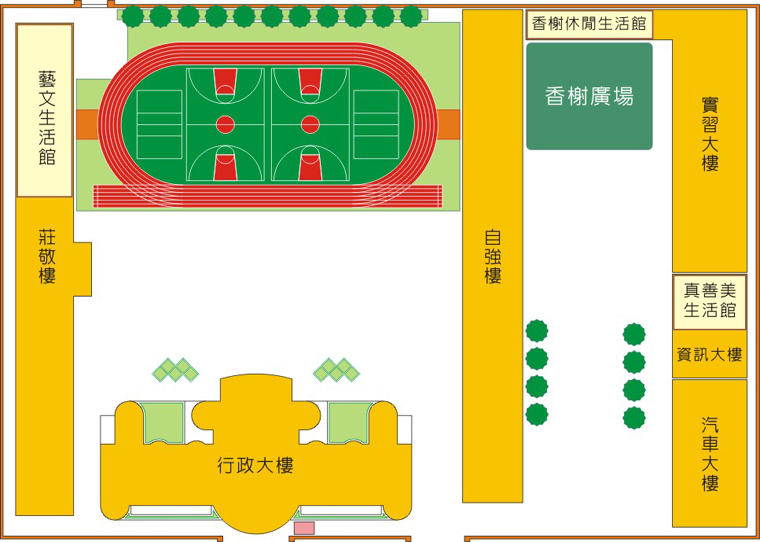 香榭休閒生活館
藝文生活館
香榭廣場
實習大樓
莊敬樓
自強樓
真善美
生活館
資訊大樓
汽車大樓
行政大樓